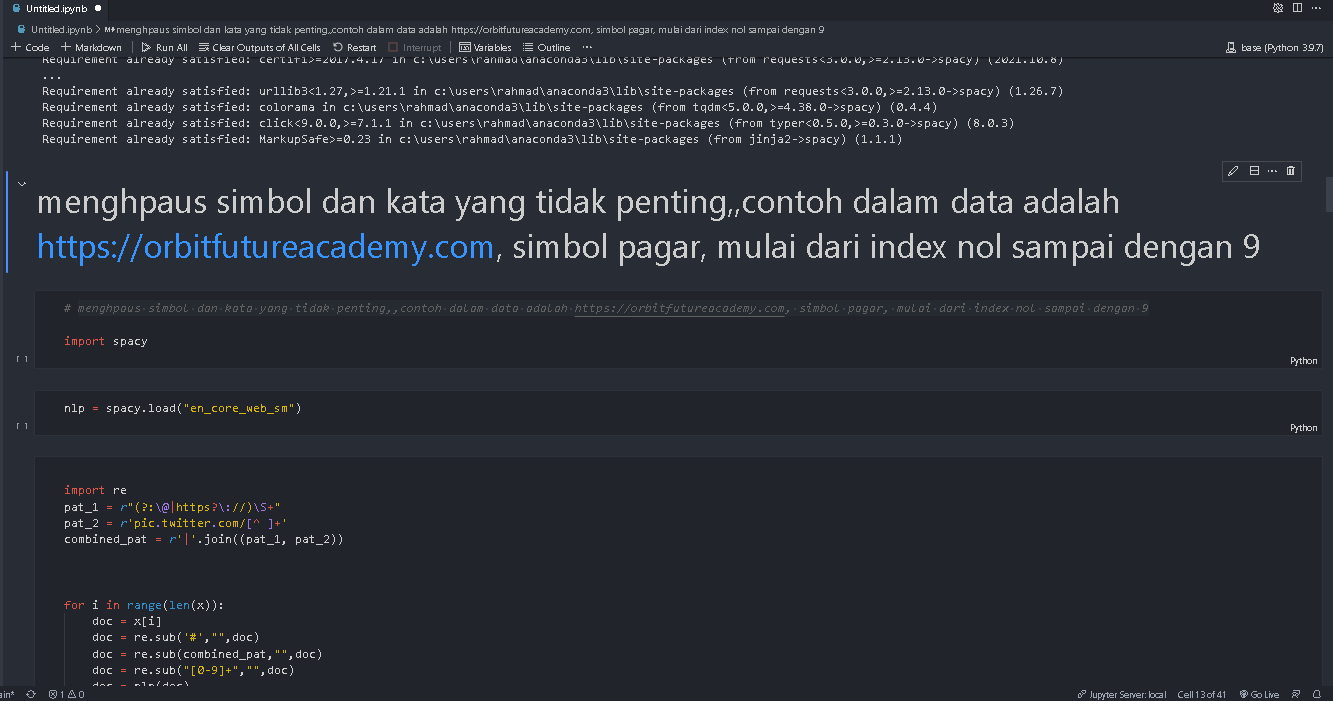 Untitled.ipynb
Untitled.ipynb > M↓menghpaus simbol dan kata yang tidak penting,,contoh dalam data adalah https://orbitfutureacademy.com, simbol pagar, mulai dari index nol sampai dengan 9
+ Code + Markdown Run All Clear Outputs of All Cells Restart Interrupt Variables Outline ... base (Python 3.9.7)
Requirement already satisfied: certifi>=2017.4.17 in c:\users\rahmad\anaconda3\lib\site-packages (from requests<3.0.0,>=2.13.0->spacy) (2021.10.8)
...
Requirement already satisfied: urllib3<1.27,>=1.21.1 in c:\users\rahmad\anaconda3\lib\site-packages (from requests<3.0.0,>=2.13.0->spacy) (1.26.7)
Requirement already satisfied: colorama in c:\users\rahmad\anaconda3\lib\site-packages (from tqdm<5.0.0,>=4.38.0->spacy) (0.4.4)
Requirement already satisfied: click<9.0.0,>=7.1.1 in c:\users\rahmad\anaconda3\lib\site-packages (from typer<0.5.0,>=0.3.0->spacy) (8.0.3)
Requirement already satisfied: MarkupSafe>=0.23 in c:\users\rahmad\anaconda3\lib\site-packages (from jinja2->spacy) (1.1.1)
menghpaus simbol dan kata yang tidak penting,,contoh dalam data adalah
https://orbitfutureacademy.com, simbol pagar, mulai dari index nol sampai dengan 9
# menghpaus simbol dan kata yang tidak penting,,contoh dalam data adalah https://orbitfutureacademy.com, simbol pagar, mulai dari index nol sampai dengan 9
import spacy
[ ]
Python
nlp = spacy.load("en_core_web_sm")
[ ]
Python
import re
pat_1 = r"(?:\@|https?\://)\S+"
pat_2 = r'pic.twitter.com/[^ ]+'
combined_pat = r'|'.join((pat_1, pat_2))
for i in range(len(x)):
doc = x[i]
doc = re.sub('#',"",doc)
doc = re.sub(combined_pat,"",doc)
doc = re.sub("[0-9]+","",doc)
doc = nlp(doc)
ain* 1 0 Jupyter Server: local Cell 13 of 41 Go Live